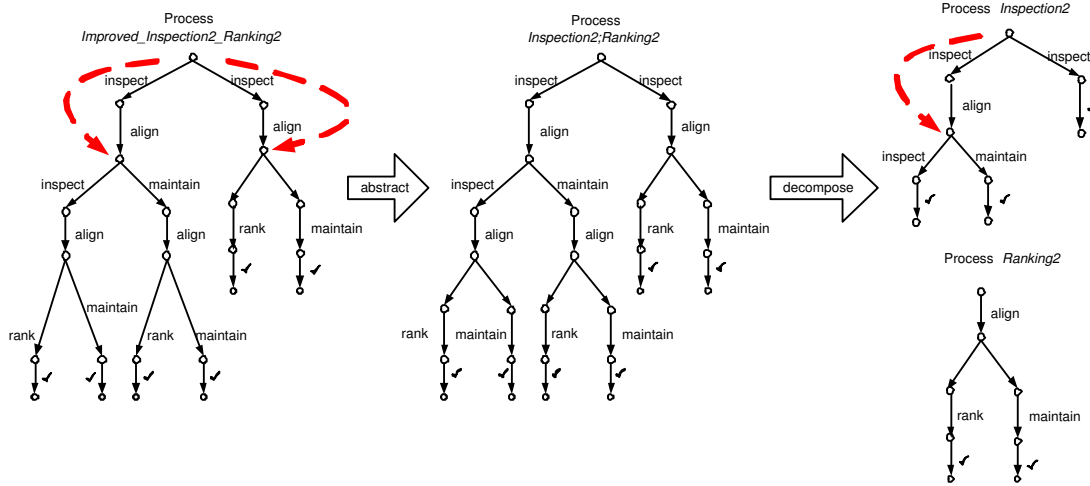 Process
Improved_Inspection2_Ranking2
inspect
inspect
align
align
inspect
maintain
rank
maintain
align
align
maintain
rank
rank
maintain
abstract
Process
Inspection2;Ranking2
inspect
inspect
align
align
inspect
maintain
rank
maintain
align
align
rank
maintain
rank
maintain
decompose
Process Inspection2
inspect
inspect
align
inspect
maintain
Process Ranking2
align
rank
maintain